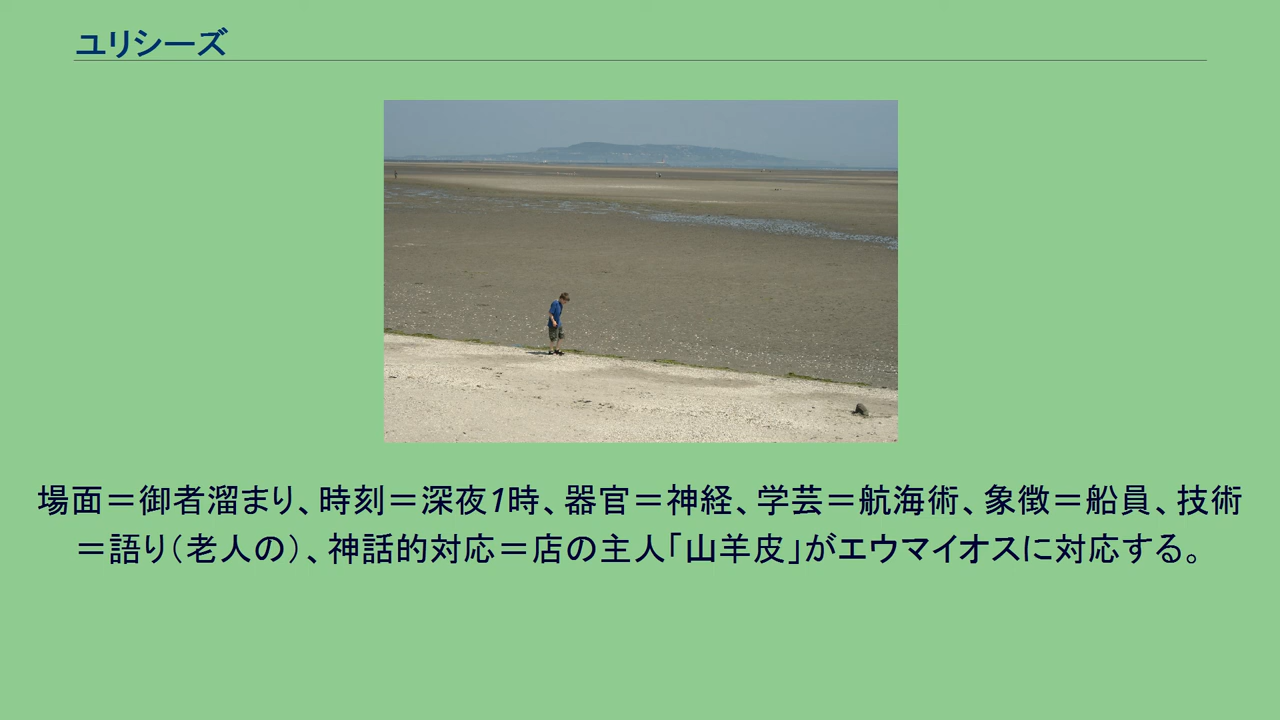 ユリシーズ
場面＝御者溜まり、時刻＝深夜1時、器官＝神経、学芸＝航海術、象徴＝船員、技術
＝語り（老人の）、神話的対応＝店の主人「山羊皮」がエウマイオスに対応する。